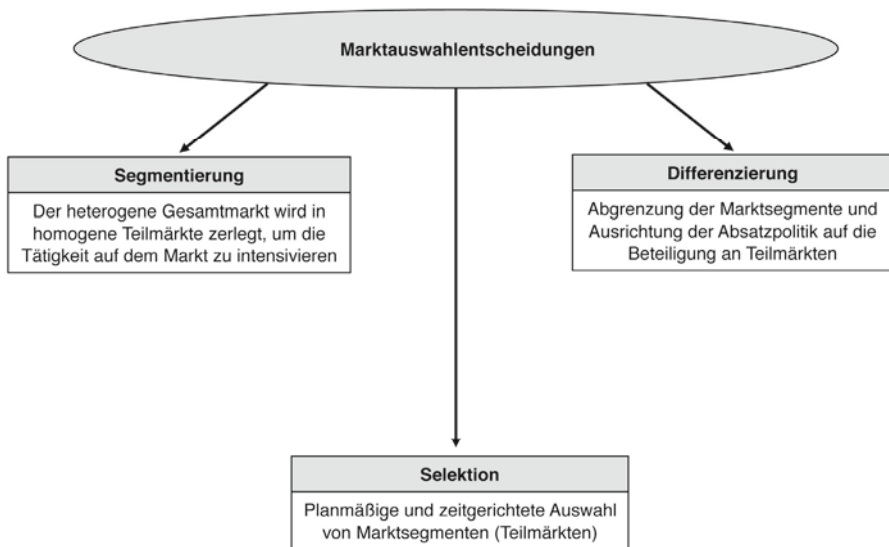 Marktauswahlentscheidungen
Segmentierung
Der heterogene Gesamtmarkt wird in
homogene Teilmärkte zerlegt, um die
Tätigkeit auf dem Markt zu intensivieren
Differenzierung
Abgrenzung der Marktsegmente und
Ausrichtung der Absatzpolitik auf die
Beteiligung an Teilmärkten
Selektion
Planmäßige und zeitgerichtete Auswahl
von Marktsegmenten (Teilmärkten)